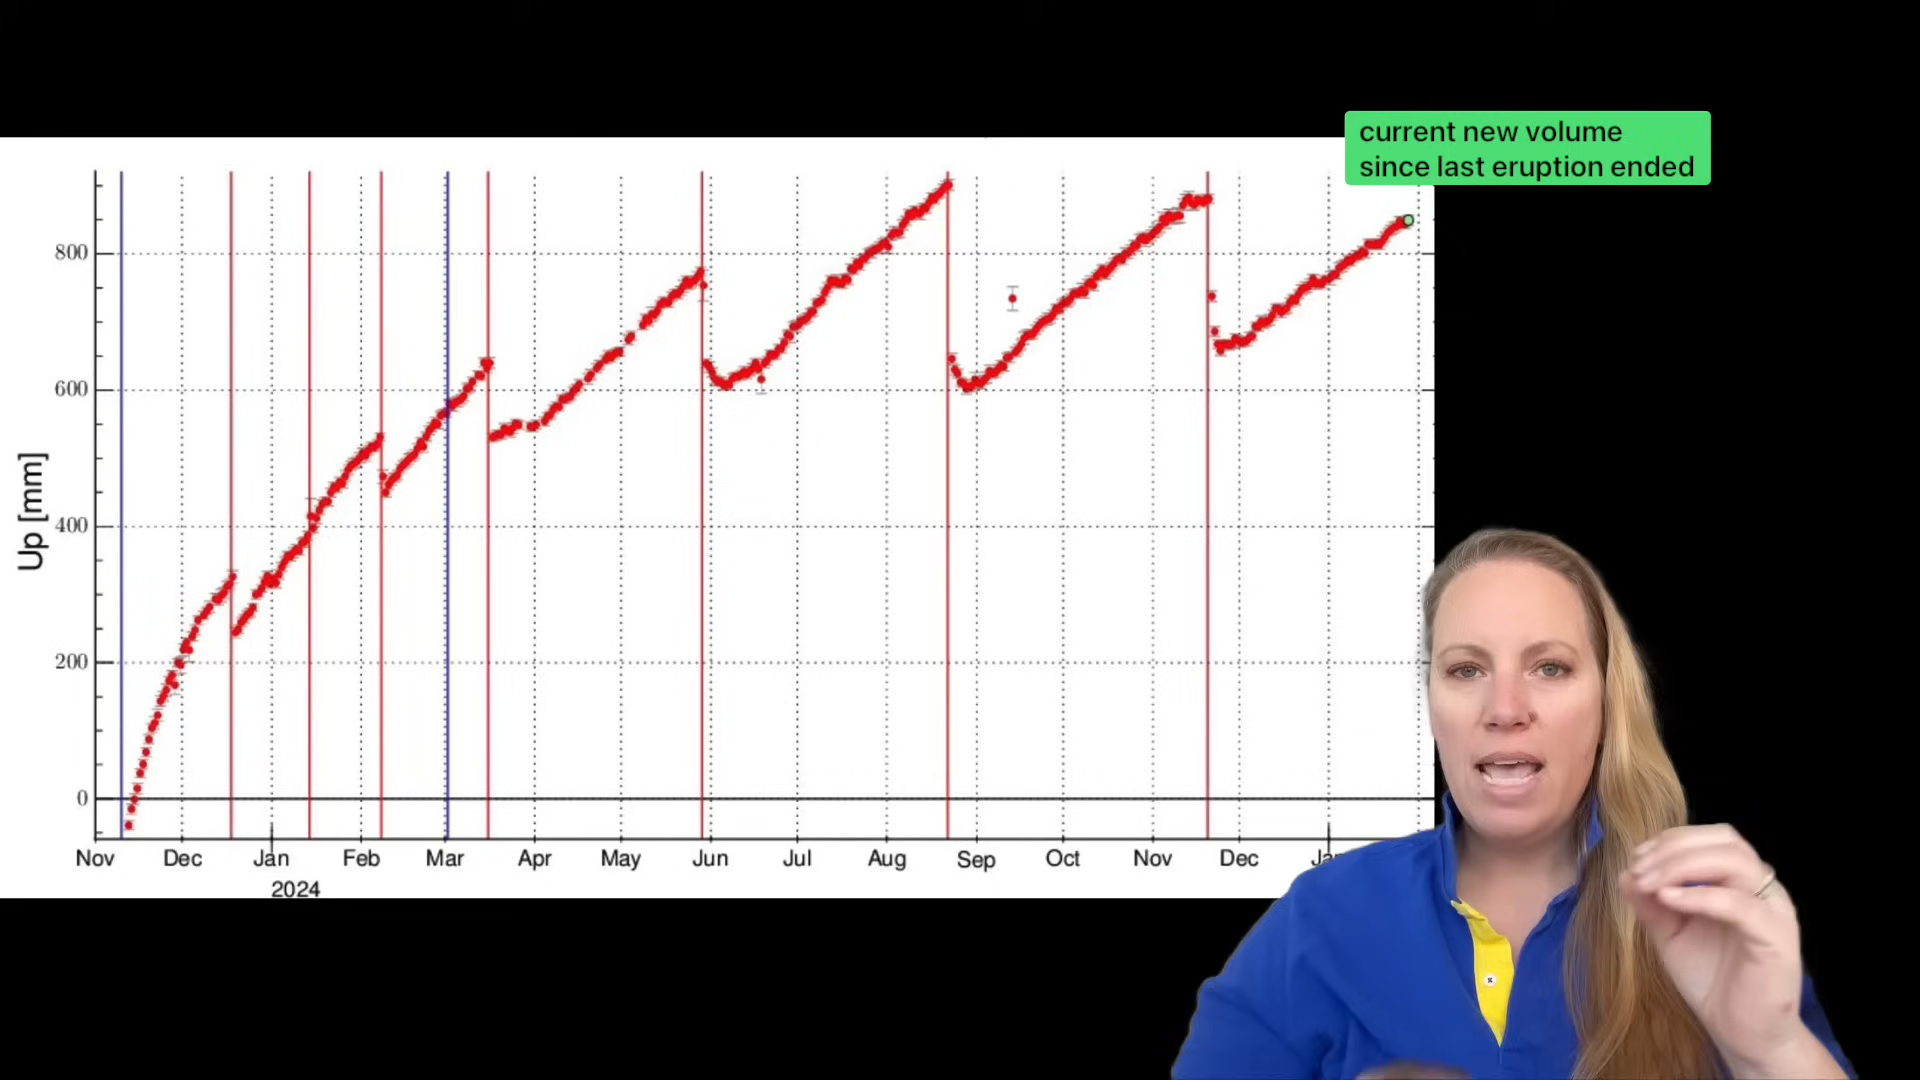 current new volume
since last eruption ended
Up [mm]
800
600
400
200
0
Nov Dec Jan Feb Mar Apr May Jun Jul Aug Sep Oct Nov Dec
2024